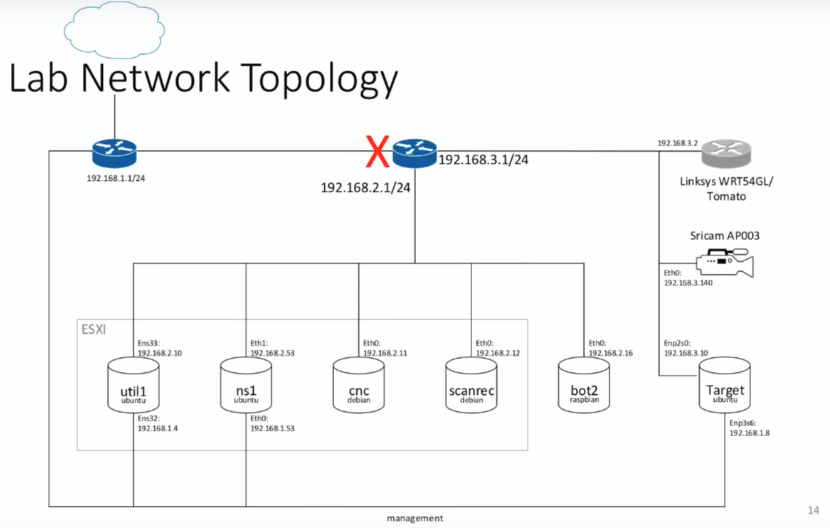 Lab Network Topology
192.168.1.1/24
X
192.168.3.1/24
192.168.2.1/24
192.168.3.2
Linksys WRT54GL/
Tomato
Sricam AP003
Eth0:
192.168.3.140
ESXI
Ens33:
192.168.2.10
Eth1:
192.168.2.53
Eth0:
192.168.2.11
Eth0:
192.168.2.12
Eth0:
192.168.2.16
Enp2s0:
192.168.3.10
util1
ubuntu
ns1
ubuntu
cnc
debian
scanrec
debian
bot2
raspbian
Target
ubuntu
Ens32:
192.168.1.4
Eth0:
192.168.1.53
Enp3s6:
192.168.1.8
management
14